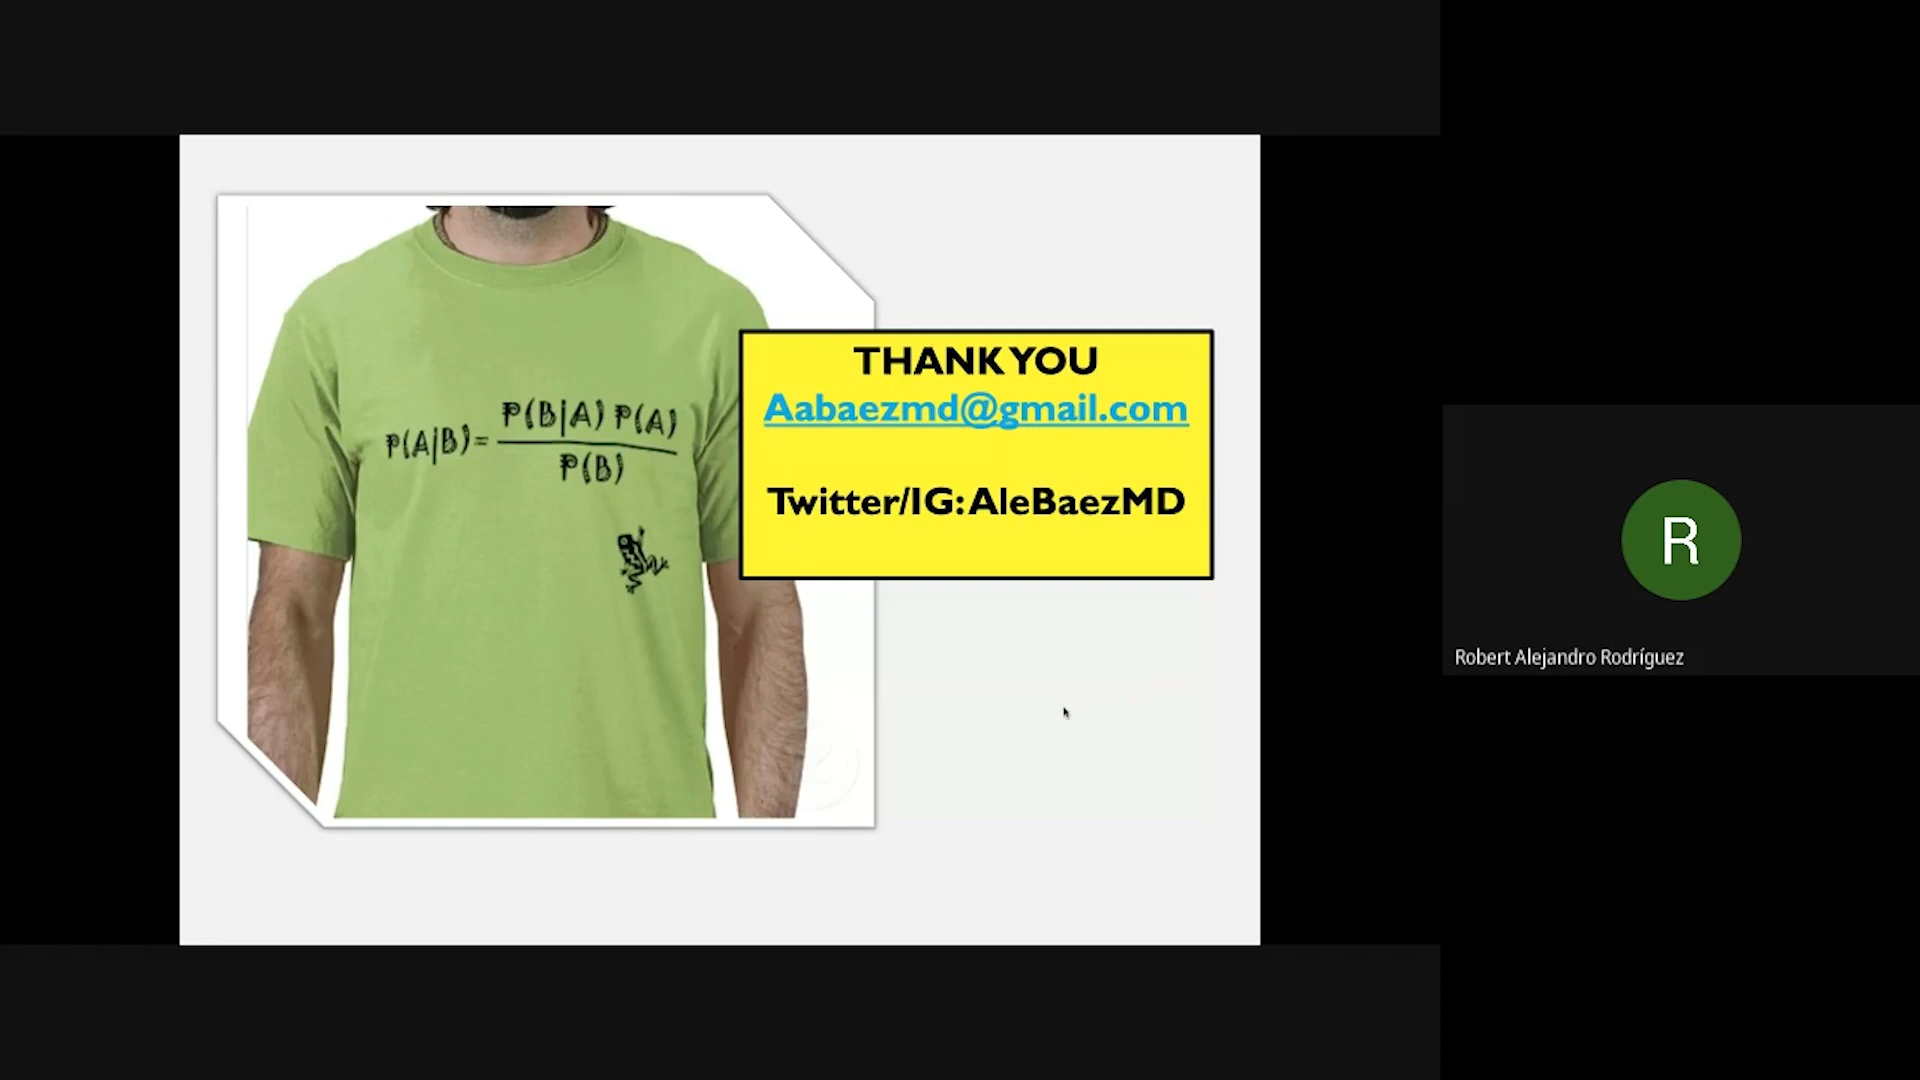 P(A|B)=
P(B|A) P(A)
P(B)
THANK YOU
Aabaezmd@gmail.com
Twitter/IG: AleBaezMD
R
Robert Alejandro Rodríguez